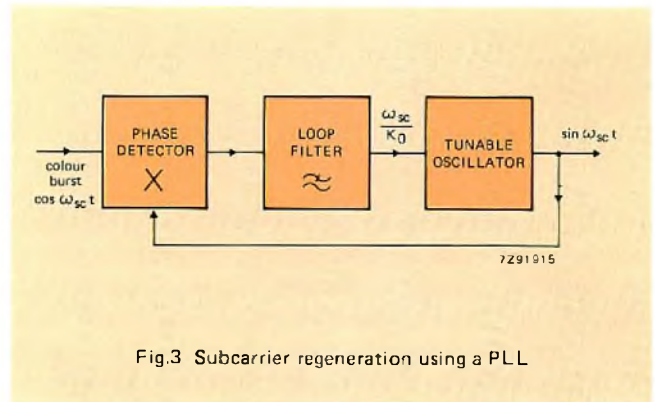 PHASE
DETECTOR
X
LOOP
FILTER
≈
ω_sc
K_0
TUNABLE
OSCILLATOR
sin ω_sc t
colour
burst
cos ω_sc t
7Z91915
Fig.3 Subcarrier regeneration using a PLL